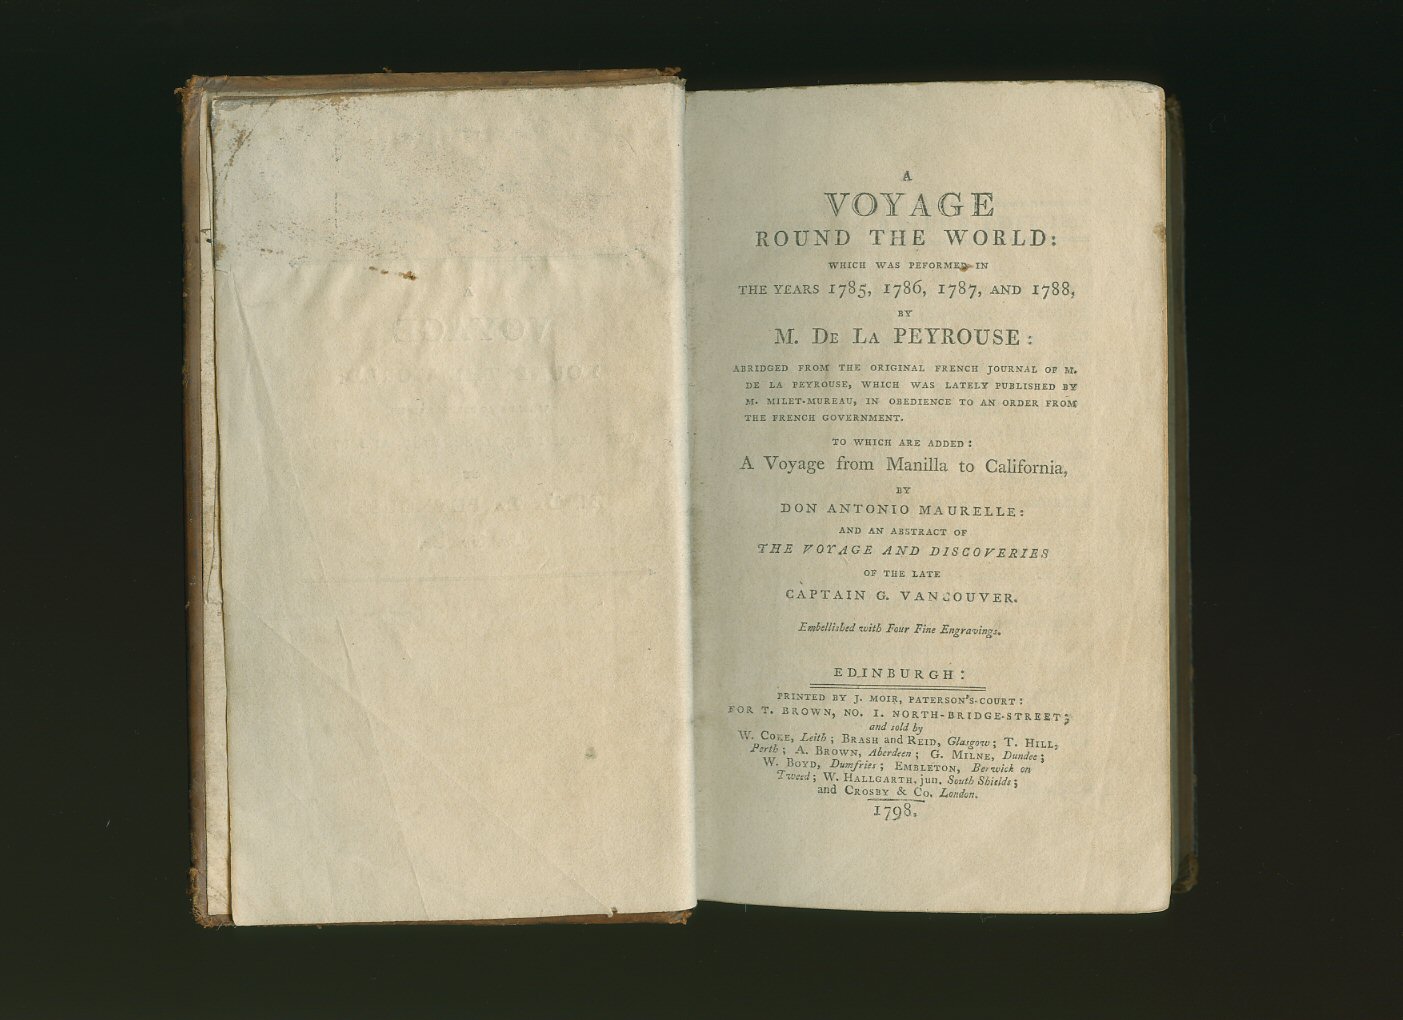 A
VOYAGE
ROUND THE WORLD:
WHICH WAS PEFORMED IN
THE YEARS 1785, 1786, 1787, AND 1788,
BY
M. DE LA PEYROUSE:
ABRIDGED FROM THE ORIGINAL FRENCH JOURNAL OF M.
DE LA PEYROUSE, WHICH WAS LATELY PUBLISHED BY
M. MILET-MUREAU, IN OBEDIENCE TO AN ORDER FROM
THE FRENCH GOVERNMENT.
TO WHICH ARE ADDED:
A Voyage from Manilla to California,
BY
DON ANTONIO MAURELLE:
AND AN ABSTRACT OF
THE VOYAGE AND DISCOVERIES
OF THE LATE
CAPTAIN G. VANCOUVER.
Embellished with Four Fine Engravings.
EDINBURGH:
PRINTED BY J. MOIR, PATERSON'S-COURT:
FOR T. BROWN, NO. 1. NORTH-BRIDGE-STREET;
and sold by
W. COKE, Leith; BRASH and REID, Glasgow; T. HILL,
Perth; A. BROWN, Aberdeen; G. MILNE, Dundee;
W. BOYD, Dumfries; EMBLETON, Berwick on
Tweed; W. HALLGARTH, jun. South Shields;
and CROSBY & Co. London.
1798.